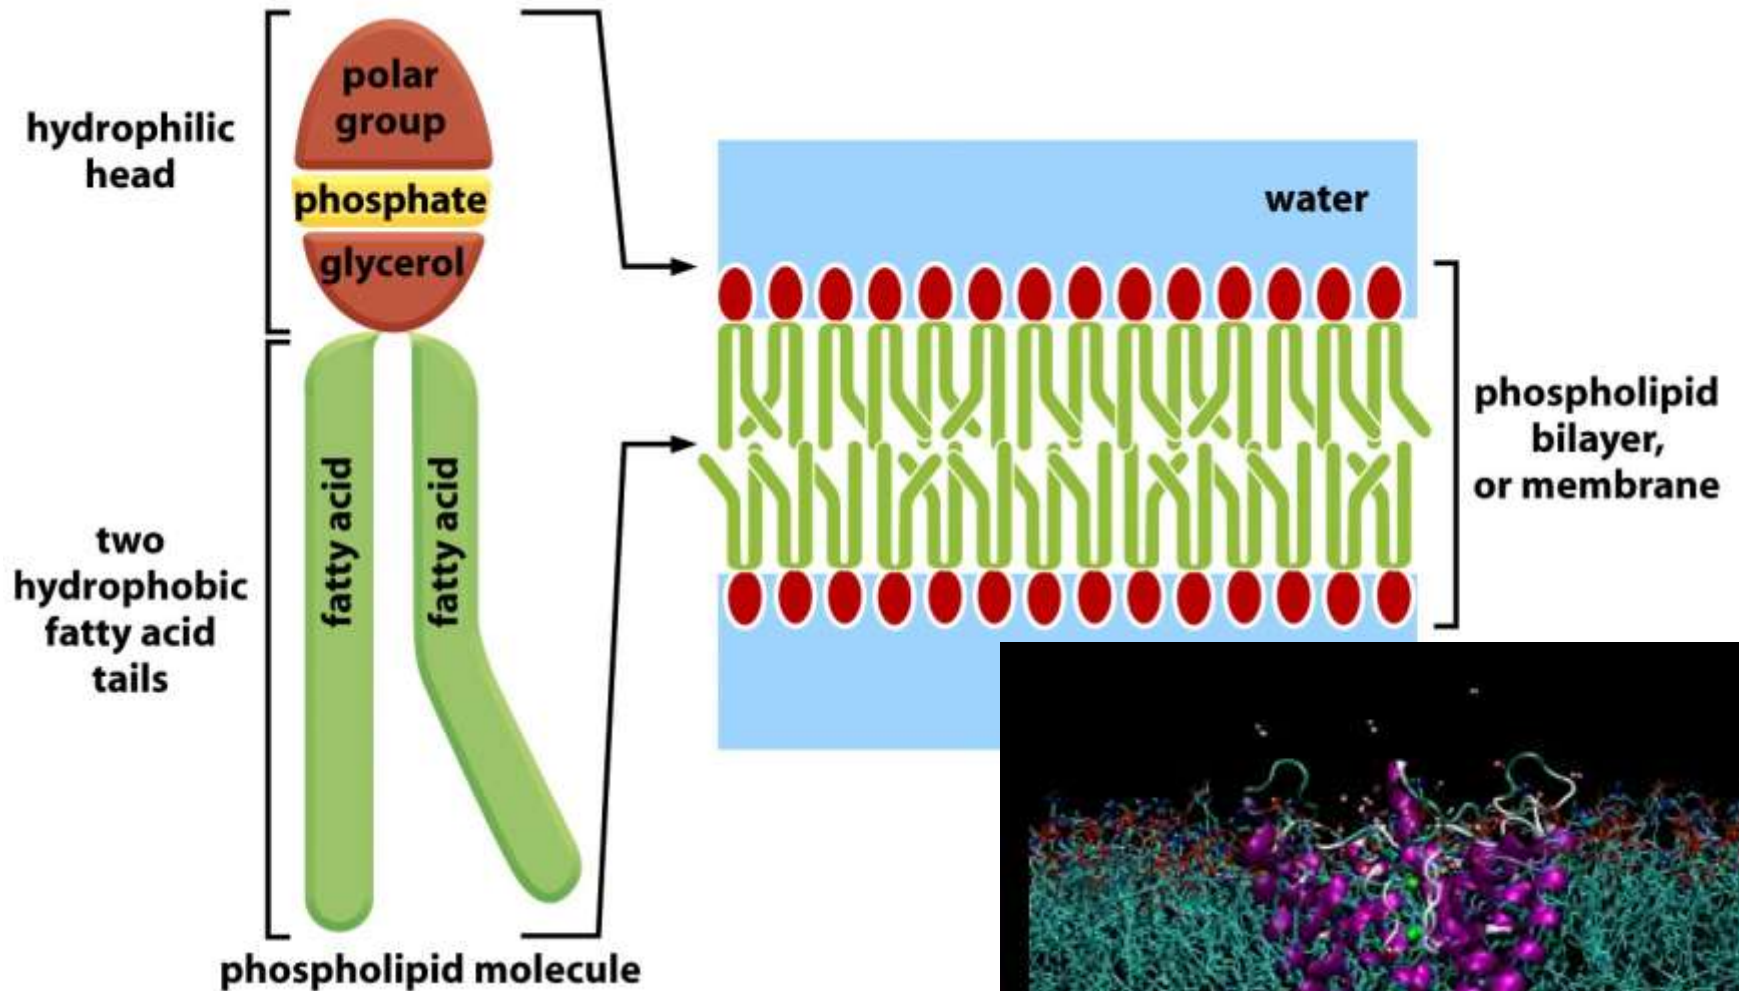 polar
group
hydrophilic
head
phosphate
glycerol
fatty acid
fatty acid
two
hydrophobic
fatty acid
tails
phospholipid molecule
water
phospholipid
bilayer,
or membrane